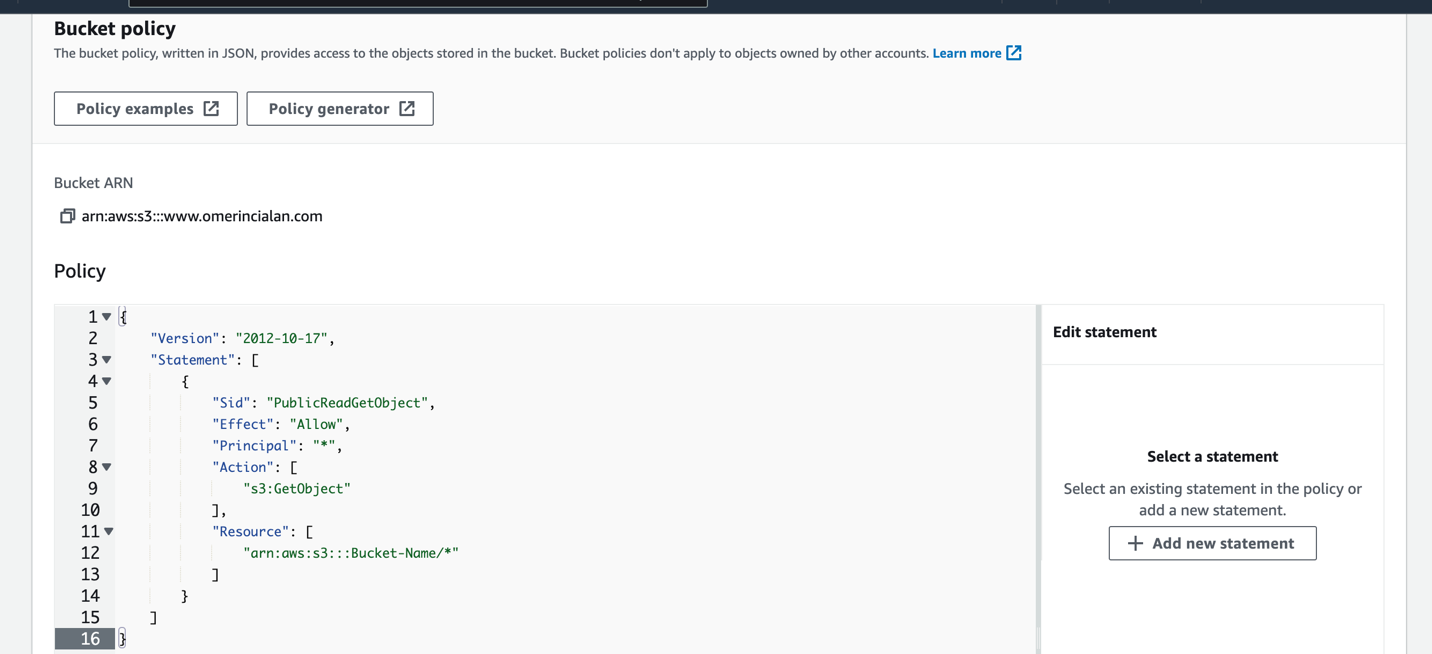 Bucket policy
The bucket policy, written in JSON, provides access to the objects stored in the bucket. Bucket policies don't apply to objects owned by other accounts. Learn more
Policy examples Policy generator
Bucket ARN
arn:aws:s3:::www.omerincialan.com
Policy
1 {
2 "Version": "2012-10-17",
3 "Statement": [
4 {
5 "Sid": "PublicReadGetObject",
6 "Effect": "Allow",
7 "Principal": "*",
8 "Action": [
9 "s3:GetObject"
10 ],
11 "Resource": [
12 "arn:aws:s3:::Bucket-Name/*"
13 ]
14 }
15 ]
16 }
Edit statement
Select a statement
Select an existing statement in the policy or
add a new statement.
+ Add new statement